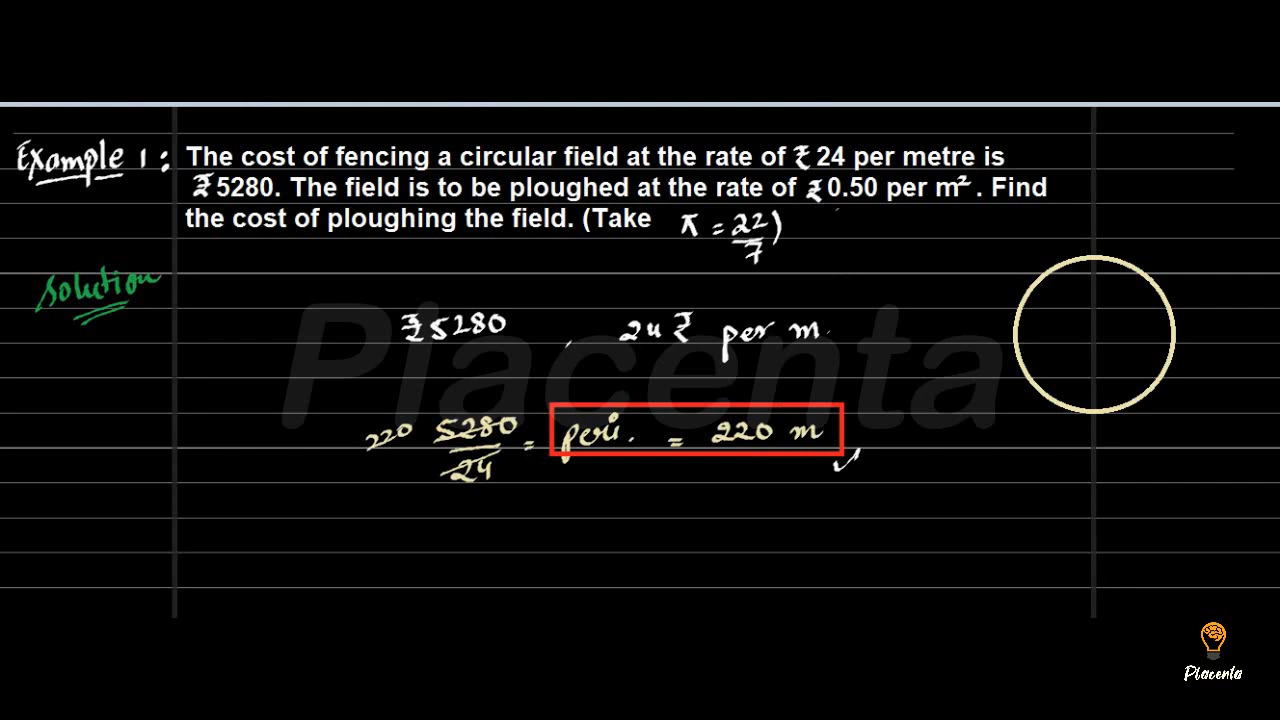 Example 1: The cost of fencing a circular field at the rate of ₹ 24 per metre is
₹ 5280. The field is to be ploughed at the rate of ₹ 0.50 per m². Find
the cost of ploughing the field. (Take π = 22/7)
Solution
₹ 5280 , 24 ₹ per m.
220 5280/24 = peri. = 220 m
Placenta
Placenta